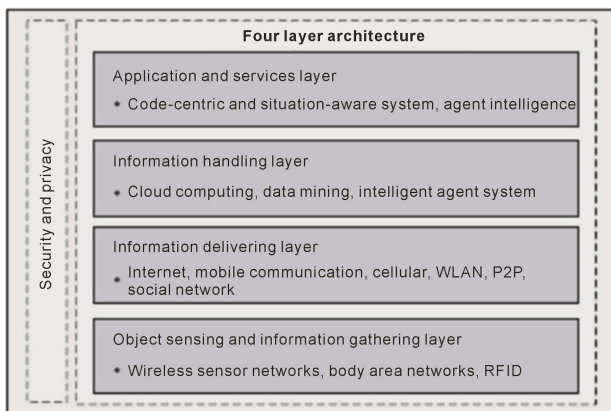 Four layer architecture
Security and privacy
Application and services layer
• Code-centric and situation-aware system, agent intelligence
Information handling layer
• Cloud computing, data mining, intelligent agent system
Information delivering layer
• Internet, mobile communication, cellular, WLAN, P2P,
social network
Object sensing and information gathering layer
• Wireless sensor networks, body area networks, RFID